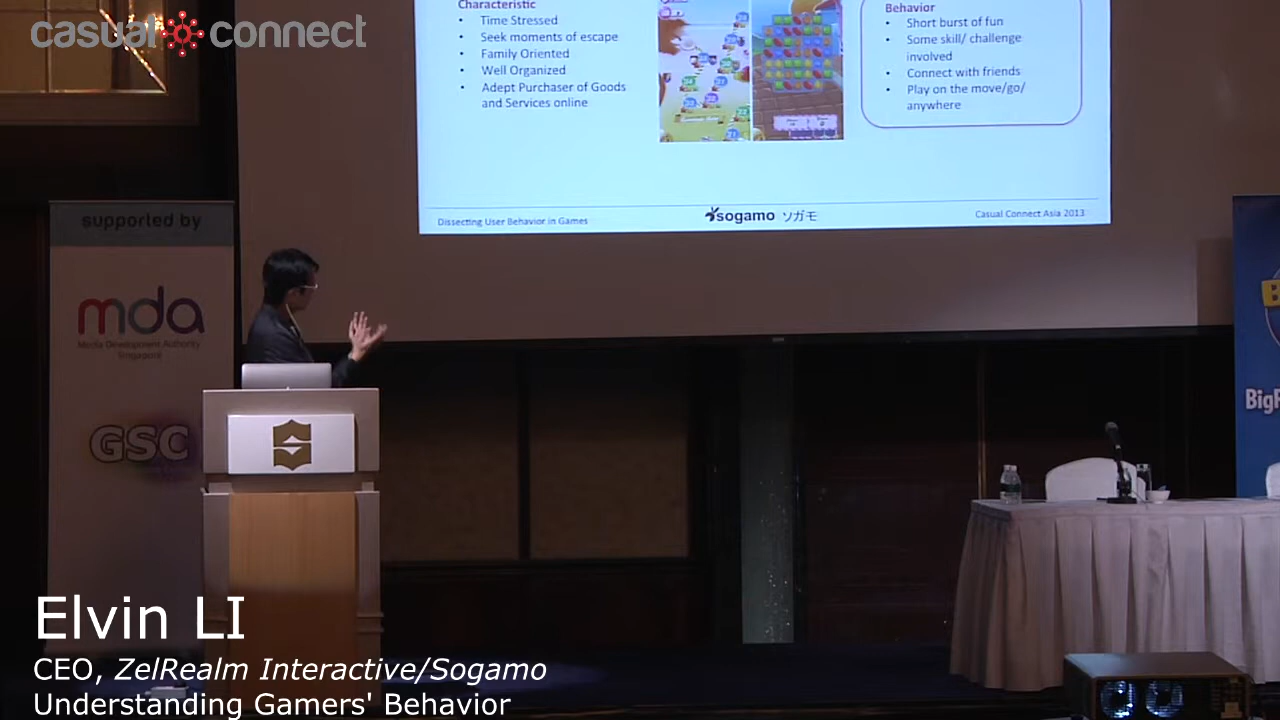 casual connect
Characteristic
• Time Stressed
• Seek moments of escape
• Family Oriented
• Well Organized
• Adept Purchaser of Goods
and Services online
Behavior
• Short burst of fun
• Some skill/ challenge
involved
• Connect with friends
• Play on the move/go/
anywhere
Dissecting User Behavior in Games
sogamo ソガモ
Casual Connect Asia 2013
supported by
mda
Media Development Authority
Singapore
GSC
Elvin LI
CEO, ZelRealm Interactive/Sogamo
Understanding Gamers' Behavior